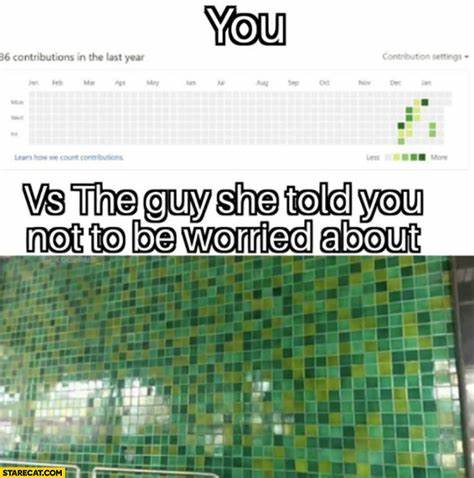 You
36 contributions in the last year
Contribution settings
Jan Feb Mar Apr May Jun Jul Aug Sep Oct Nov Dec Jan
Mon
Wed
Fri
Learn how we count contributions.
Less More
Vs The guy she told you
not to be worried about
STARECAT.COM